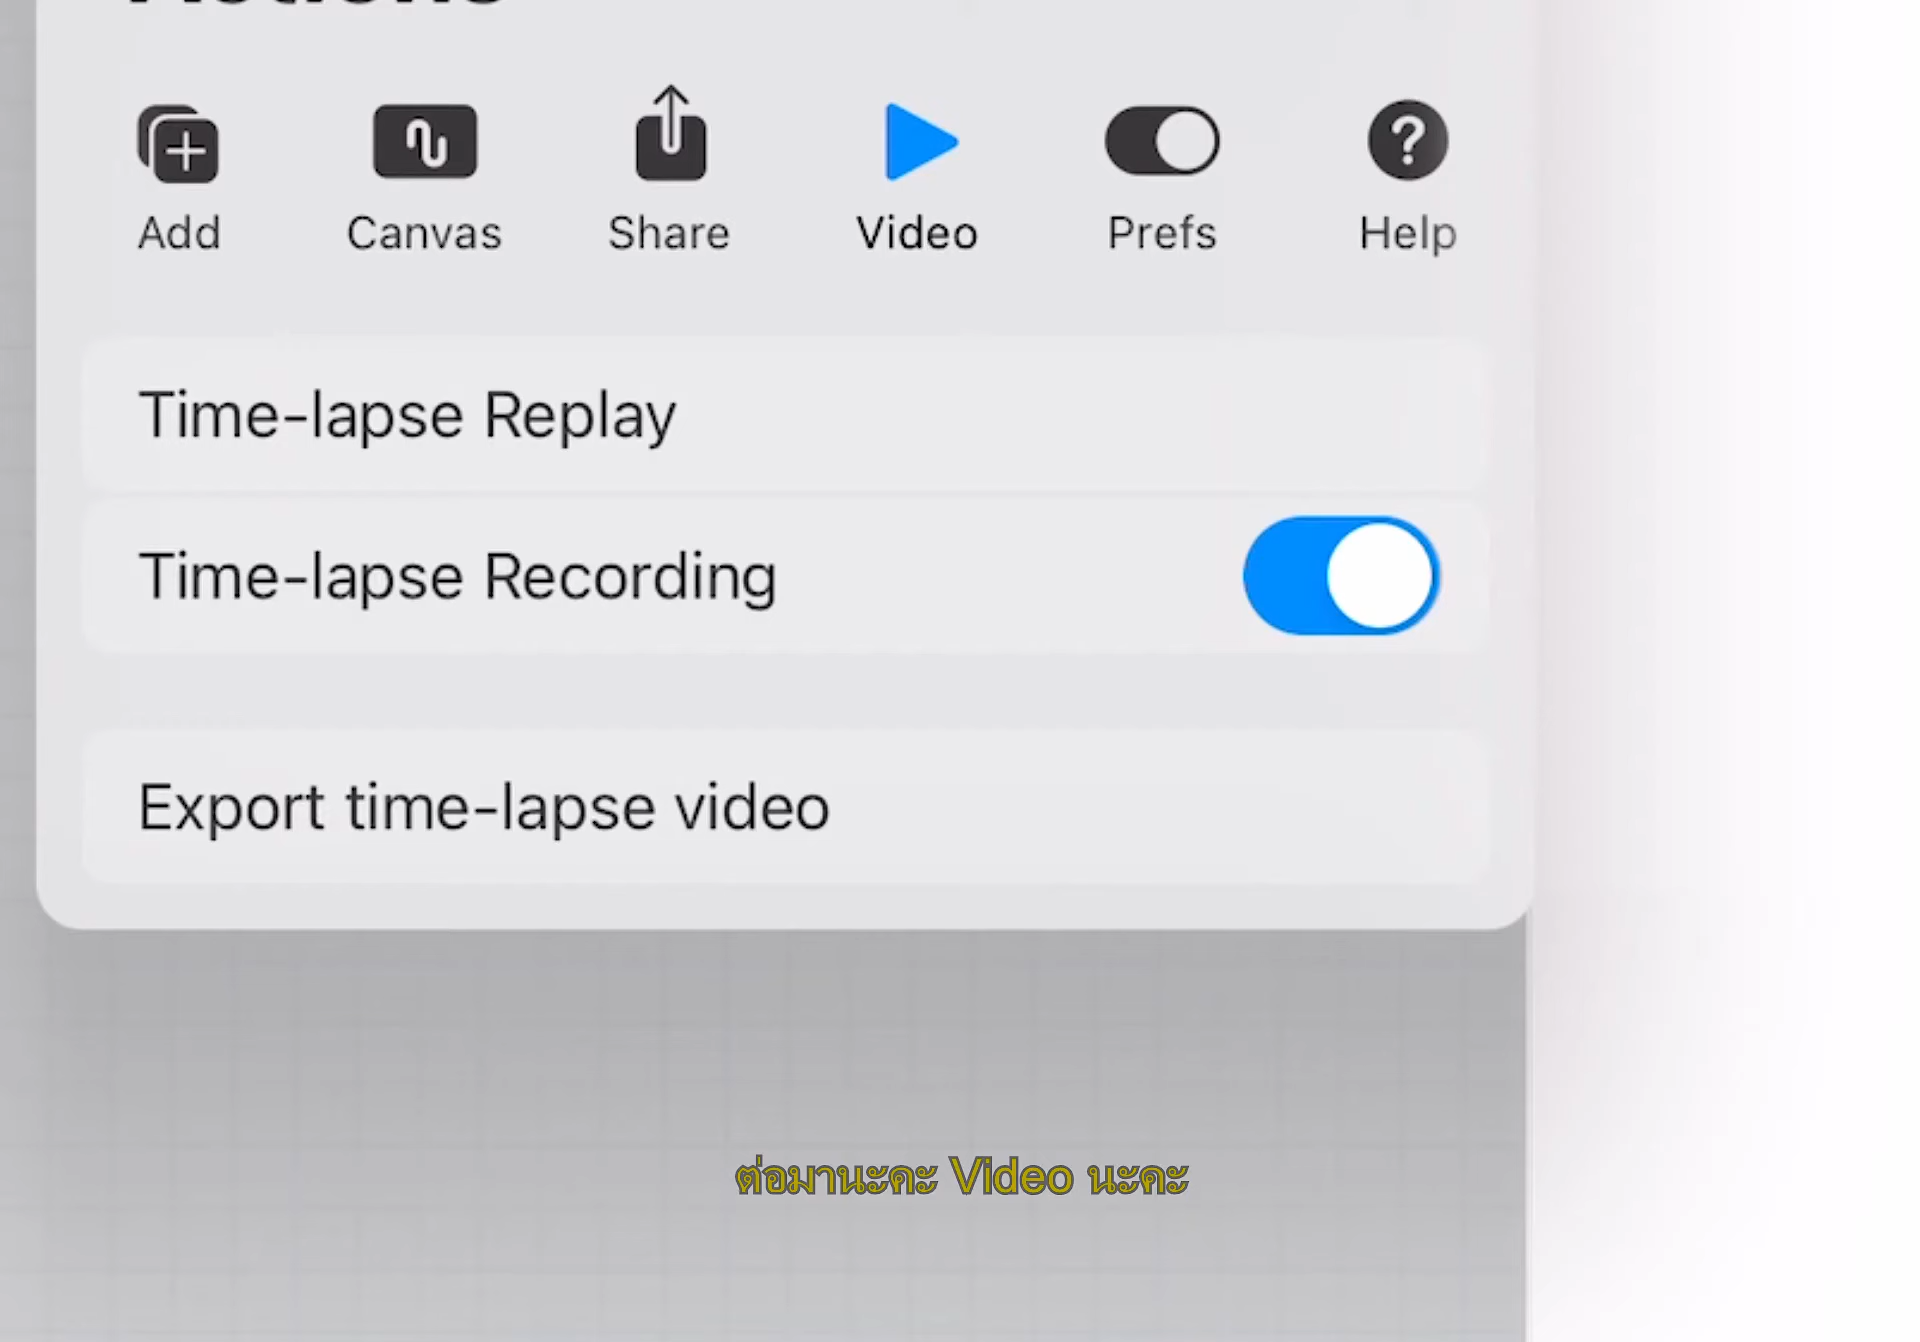 Actions
Add
Canvas
Share
Video
Prefs
Help
Time-lapse Replay
Time-lapse Recording
Export time-lapse video
ต่อมานะคะ Video นะคะ